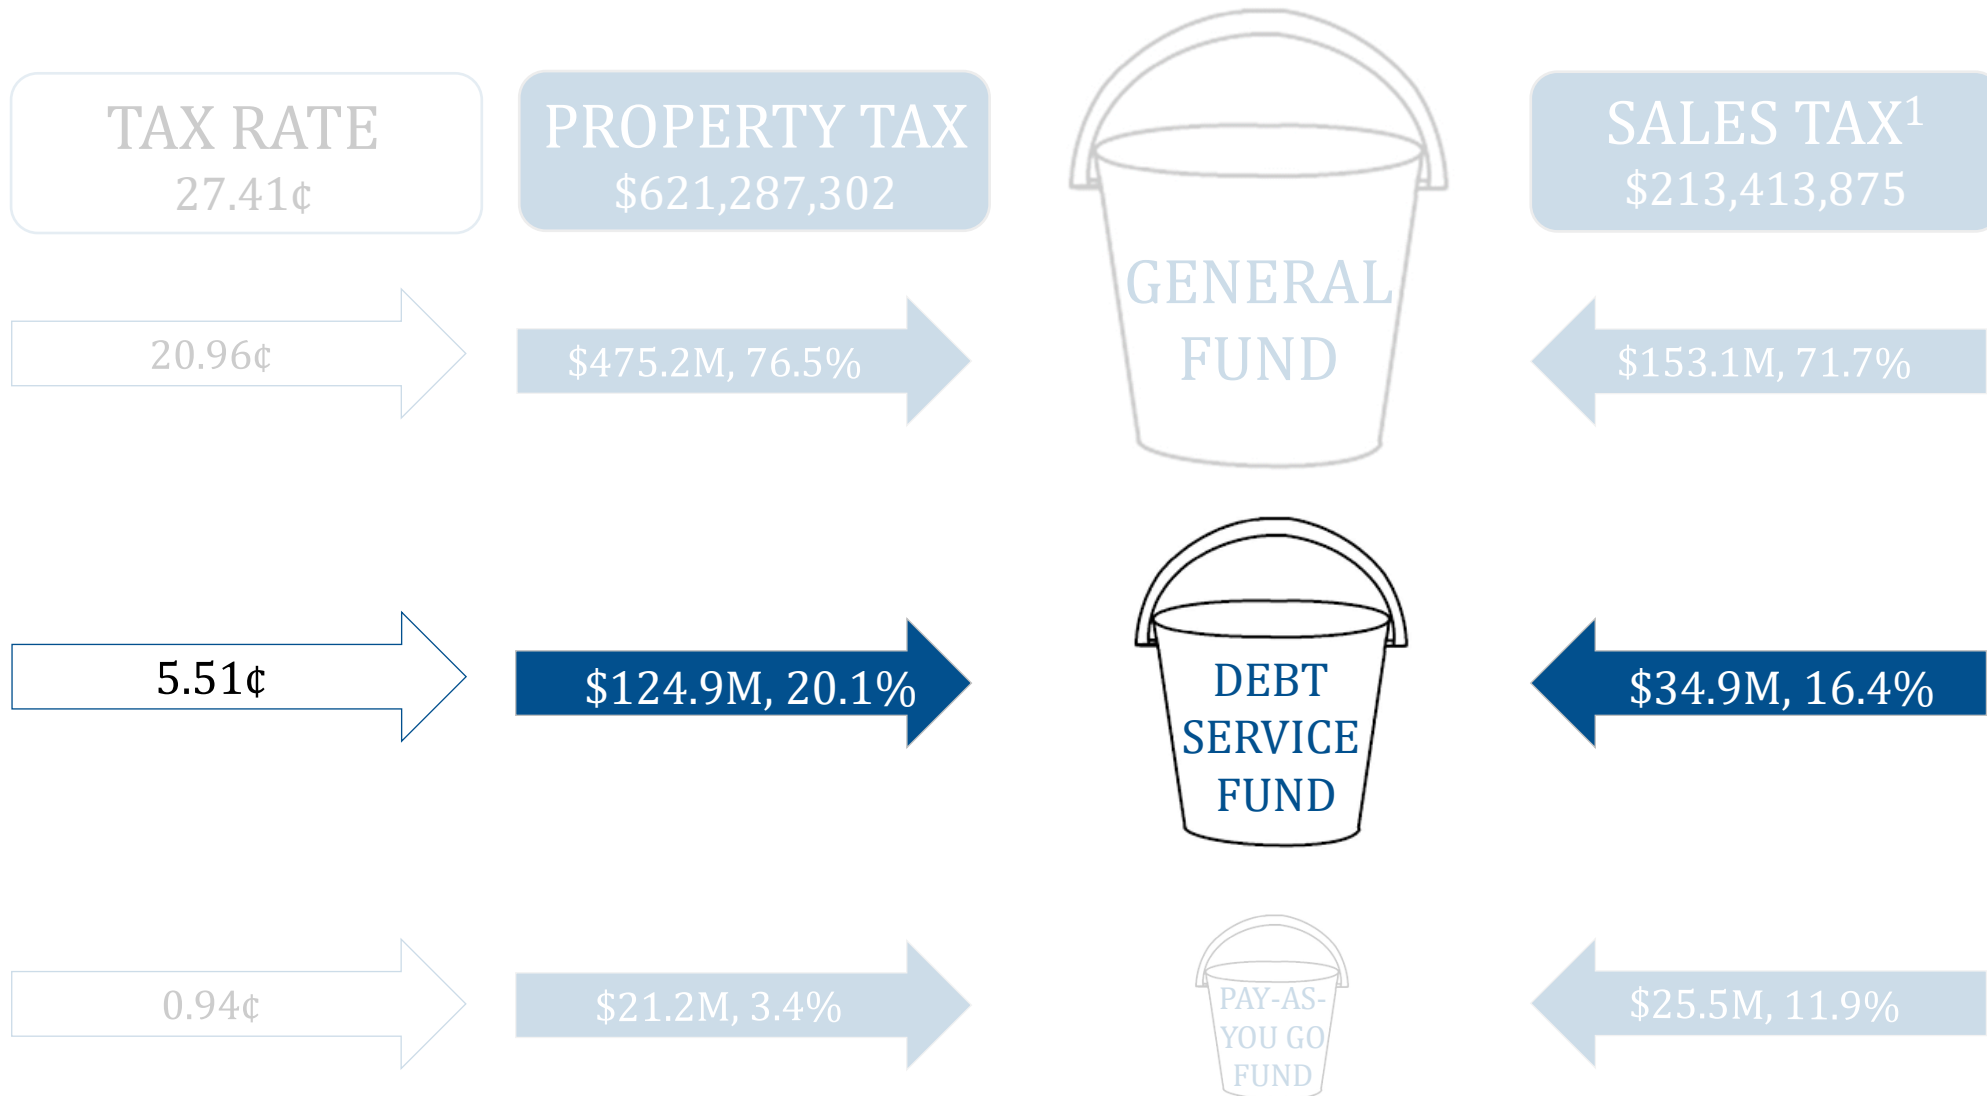 TAX RATE
27.41¢
PROPERTY TAX
$621,287,302
SALES TAX¹
$213,413,875
20.96¢
$475.2M, 76.5%
GENERAL
FUND
$153.1M, 71.7%
5.51¢
$124.9M, 20.1%
DEBT
SERVICE
FUND
$34.9M, 16.4%
0.94¢
$21.2M, 3.4%
PAY-AS-
YOU GO
FUND
$25.5M, 11.9%